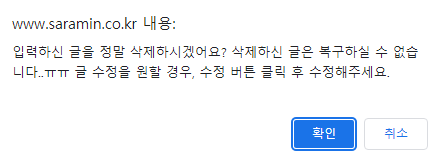 www.saramin.co.kr 내용:
입력하신 글을 정말 삭제하시겠어요? 삭제하신 글은 복구하실 수 없습
니다..ㅠㅠ 글 수정을 원할 경우, 수정 버튼 클릭 후 수정해주세요.
확인 취소